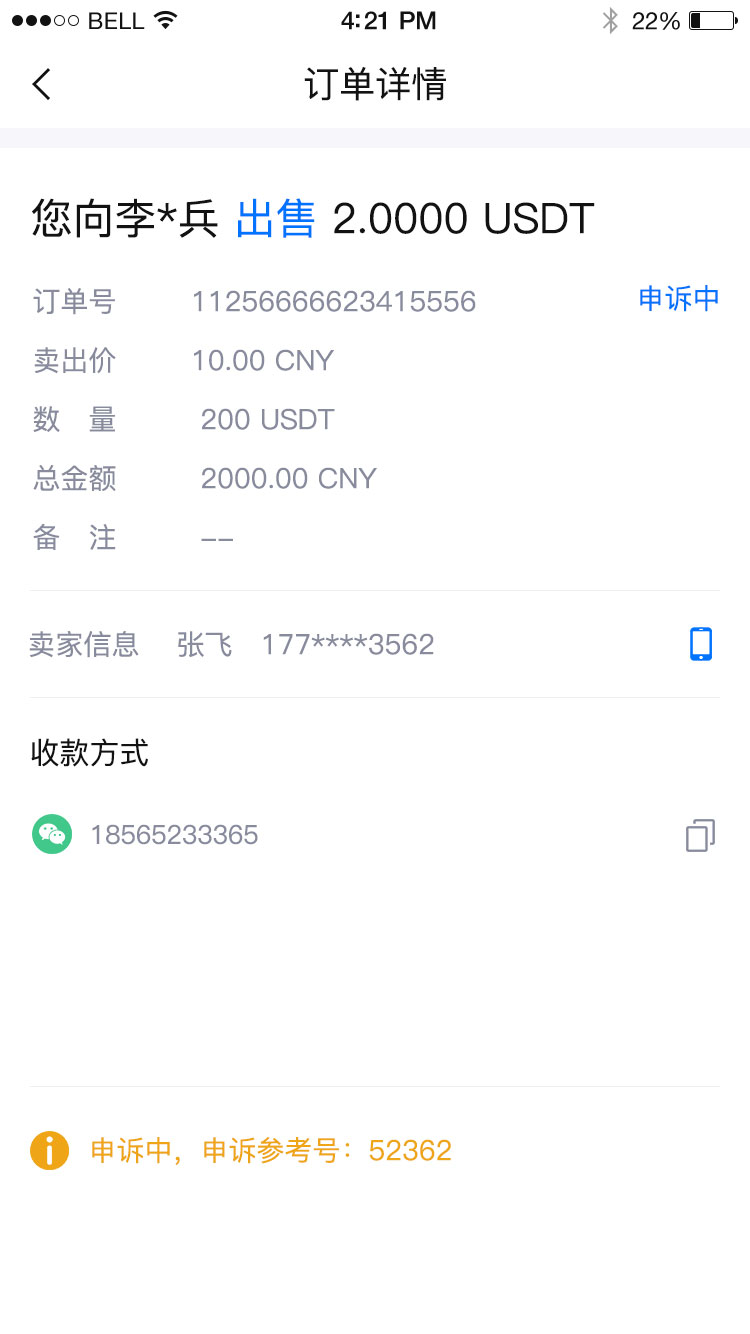 BELL 4:21 PM 22%
订单详情
您向李*兵 出售 2.0000 USDT
订单号 11256666623415556 申诉中
卖出价 10.00 CNY
数 量 200 USDT
总金额 2000.00 CNY
备 注 --
卖家信息 张飞 177****3562
收款方式
18565233365
申诉中，申诉参考号：52362